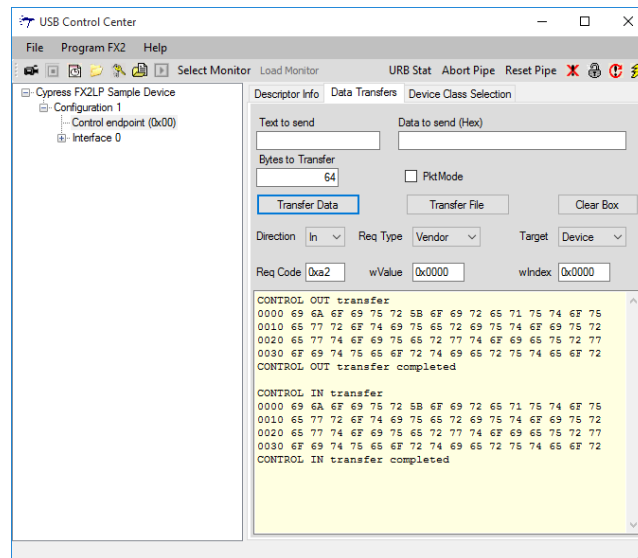 USB Control Center
File Program FX2 Help
Select Monitor Load Monitor URB Stat Abort Pipe Reset Pipe
Cypress FX2LP Sample Device
Configuration 1
Control endpoint (0x00)
Interface 0
Descriptor Info Data Transfers Device Class Selection
Text to send Data to send (Hex)
Bytes to Transfer
64 PktMode
Transfer Data Transfer File Clear Box
Direction In Req Type Vendor Target Device
Req Code 0xa2 wValue 0x0000 wIndex 0x0000
CONTROL OUT transfer
0000 69 6A 6F 69 75 72 5B 6F 69 72 65 71 75 74 6F 75
0010 65 77 72 6F 74 69 75 65 72 69 75 74 6F 69 75 72
0020 65 77 74 6F 69 75 65 72 77 74 6F 69 65 75 72 77
0030 6F 69 74 75 65 6F 72 74 69 65 72 75 74 65 6F 72
CONTROL OUT transfer completed
CONTROL IN transfer
0000 69 6A 6F 69 75 72 5B 6F 69 72 65 71 75 74 6F 75
0010 65 77 72 6F 74 69 75 65 72 69 75 74 6F 69 75 72
0020 65 77 74 6F 69 75 65 72 77 74 6F 69 65 75 72 77
0030 6F 69 74 75 65 6F 72 74 69 65 72 75 74 65 6F 72
CONTROL IN transfer completed